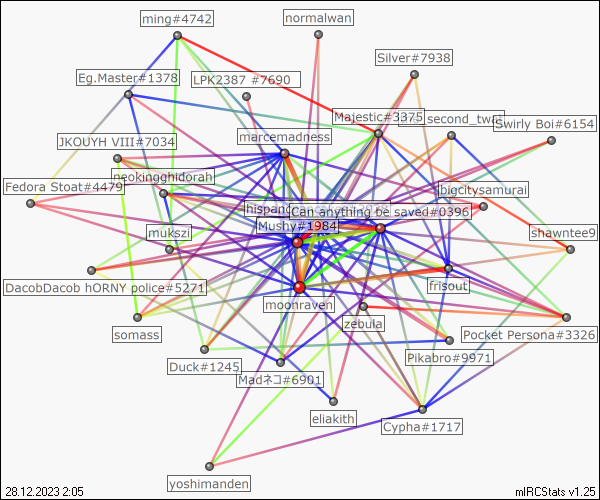 ming#4742
normalwan
Silver#7938
Eg.Master#1378
LPK2387 #7690
Majestic#3375
second_twst
Swirly Boi#6154
marcemadness
JKOUYH VIII#7034
neokingghidorah
Fedora Stoat#4479
bigcitysamurai
hispan
Can anything be saved#0396
Mushy#1984
mukszi
shawntee9
DacobDacob hORNY police#5271
frisout
moonraven
zebula
somass
Pocket Persona#3326
Pikabro#9971
Duck#1245
Madネコ#6901
eliakith
Cypha#1717
yoshimanden
28.12.2023 2:05
mIRCStats v1.25